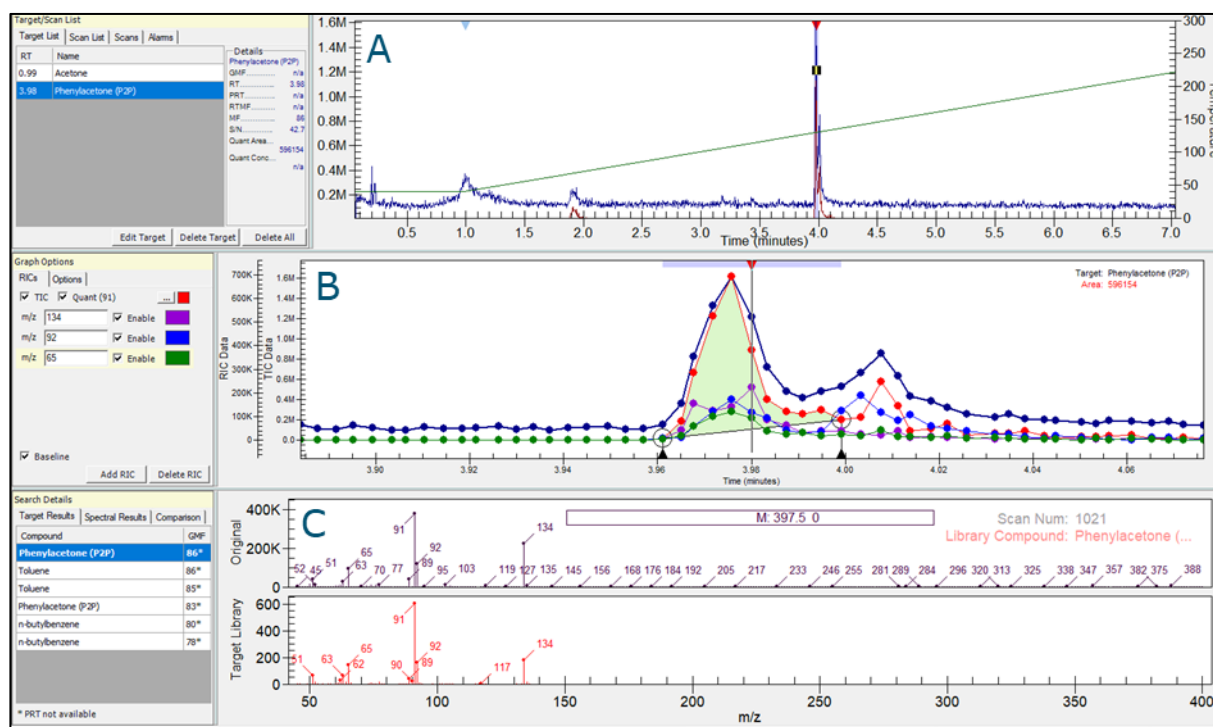 Target/Scan List
Target List Scan List Scans Alarms
RT Name
0.99 Acetone
3.98 Phenylacetone (P2P)
Details
Phenylacetone (P2P)
GMF........... n/a
RT............... 3.98
PRT............. n/a
RTMF......... n/a
MF.............. 86
S/N.............. 42.7
Quant Area...
596154
Quant Conc...
n/a
Edit Target Delete Target Delete All
A
1.6M
1.4M
1.2M
1.0M
0.8M
0.6M
0.4M
0.2M
300
250
200
150
100
50
0
Temperature
0.5 1.0 1.5 2.0 2.5 3.0 3.5 4.0 4.5 5.0 5.5 6.0 6.5 7.0
Time (minutes)
Graph Options
RICs Options
TIC Quant (91) ...
m/z 134 Enable
m/z 92 Enable
m/z 65 Enable
Baseline
Add RIC Delete RIC
B
RIC Data
700K
600K
500K
400K
300K
200K
100K
0
TIC Data
1.6M
1.4M
1.2M
1.0M
0.8M
0.6M
0.4M
0.2M
0.0
Target: Phenylacetone (P2P)
Area: 596154
3.90 3.92 3.94 3.96 3.98 4.00 4.02 4.04 4.06
Time (minutes)
Search Details
Target Results Spectral Results Comparison
Compound GMF
Phenylacetone (P2P) 86*
Toluene 86*
Toluene 85*
Phenylacetone (P2P) 83*
n-butylbenzene 80*
n-butylbenzene 78*
* PRT not available
C
Original
400K
200K
0
M: 397.5 0
Scan Num: 1021
Library Compound: Phenylacetone (...
52 45 51 63 65 70 77 89 91 92 95 103 119 127 134 135 145 156 168 176 184 192 205 217 233 246 255 281 289 284 296 320 313 325 338 347 357 382 375 388
Target Library
600
400
200
0
51 63 62 65 90 91 89 92 117 134
50 100 150 200 250 300 350 400
m/z